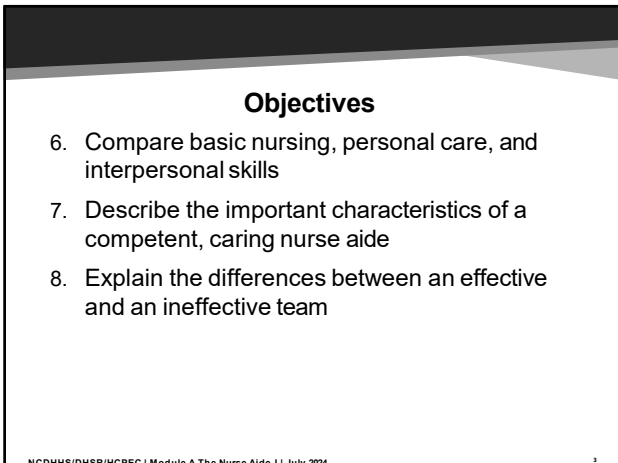 Objectives
6. Compare basic nursing, personal care, and
interpersonal skills
7. Describe the important characteristics of a
competent, caring nurse aide
8. Explain the differences between an effective
and an ineffective team
NCDHHS/DHSR/HCPEC | Module A The Nurse Aide I | July 2024
3